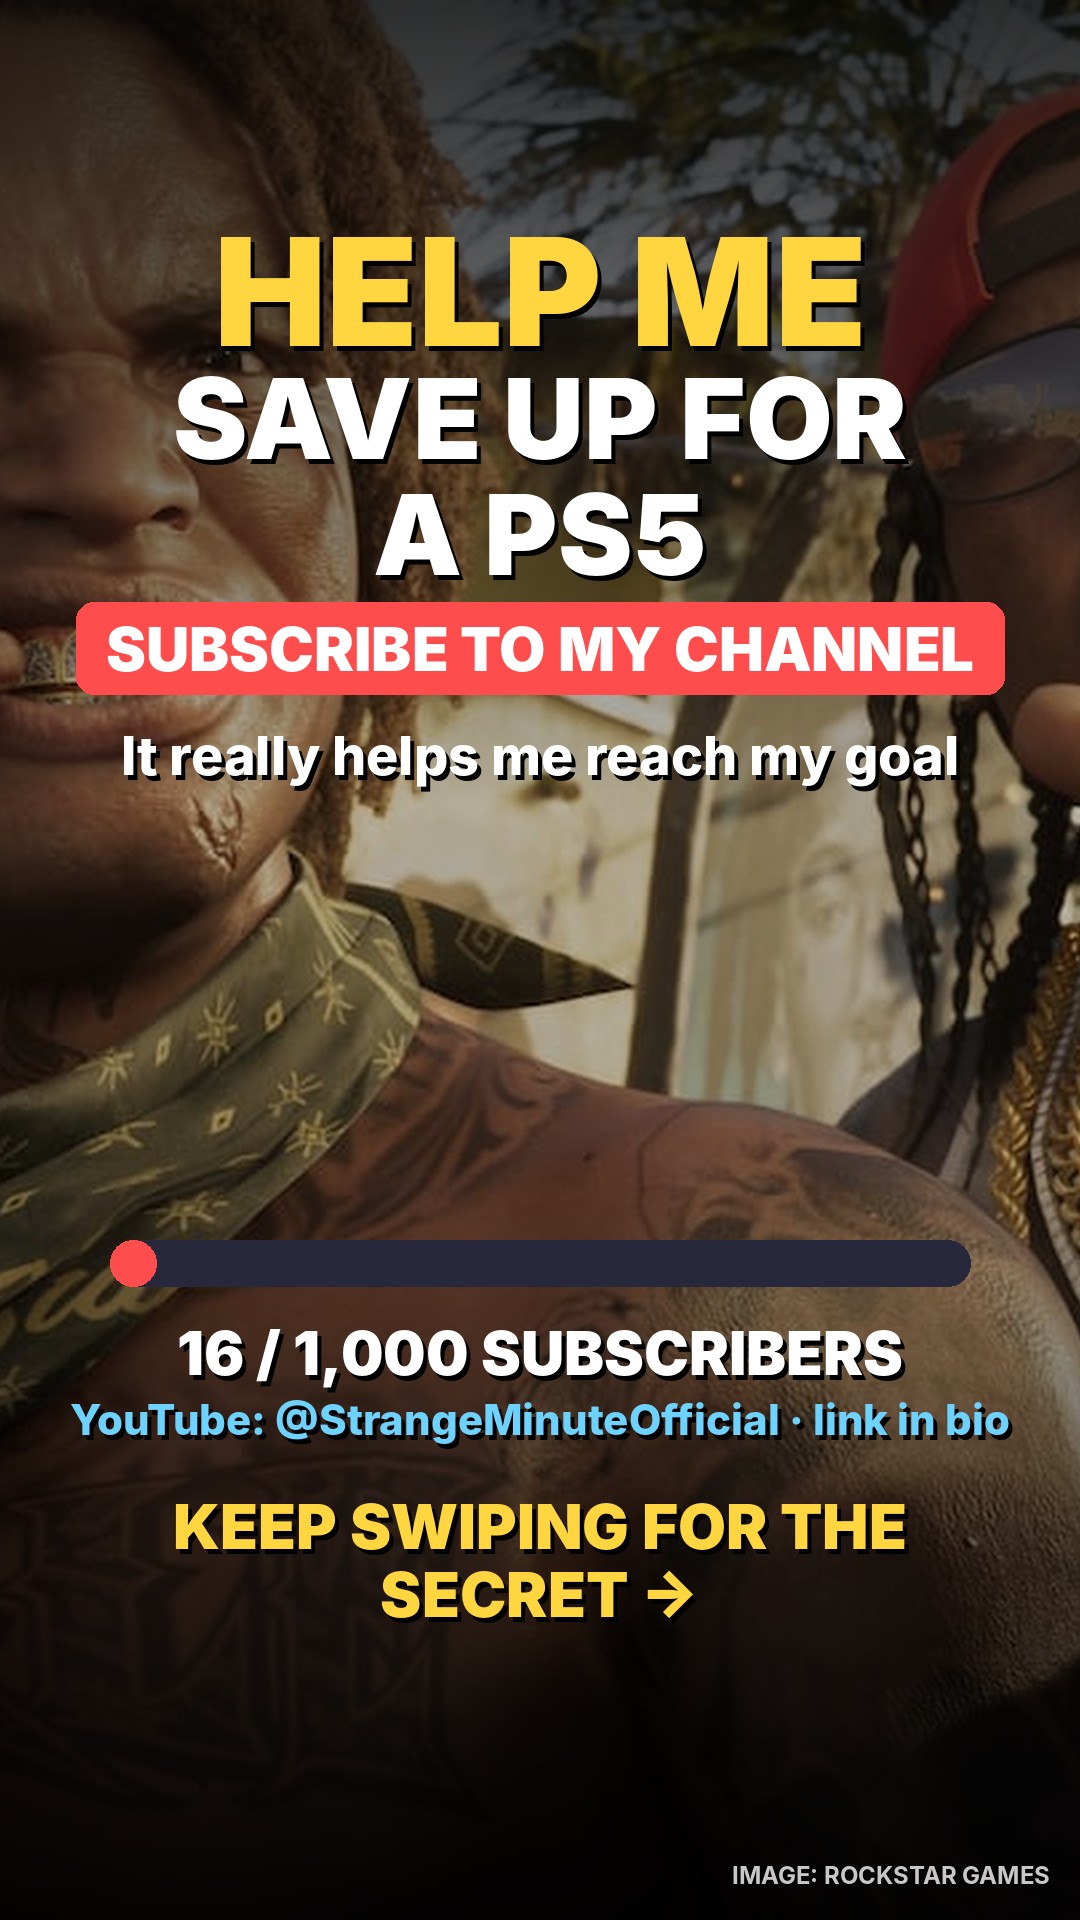 HELP ME
SAVE UP FOR
A PS5
SUBSCRIBE TO MY CHANNEL
It really helps me reach my goal
16 / 1,000 SUBSCRIBERS
YouTube: @StrangeMinuteOfficial · link in bio
KEEP SWIPING FOR THE
SECRET →
IMAGE: ROCKSTAR GAMES